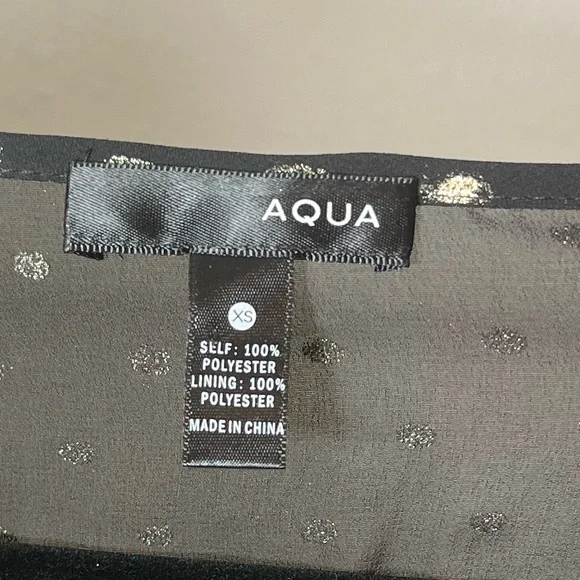 AQUA
XS
SELF: 100%
POLYESTER
LINING: 100%
POLYESTER
MADE IN CHINA